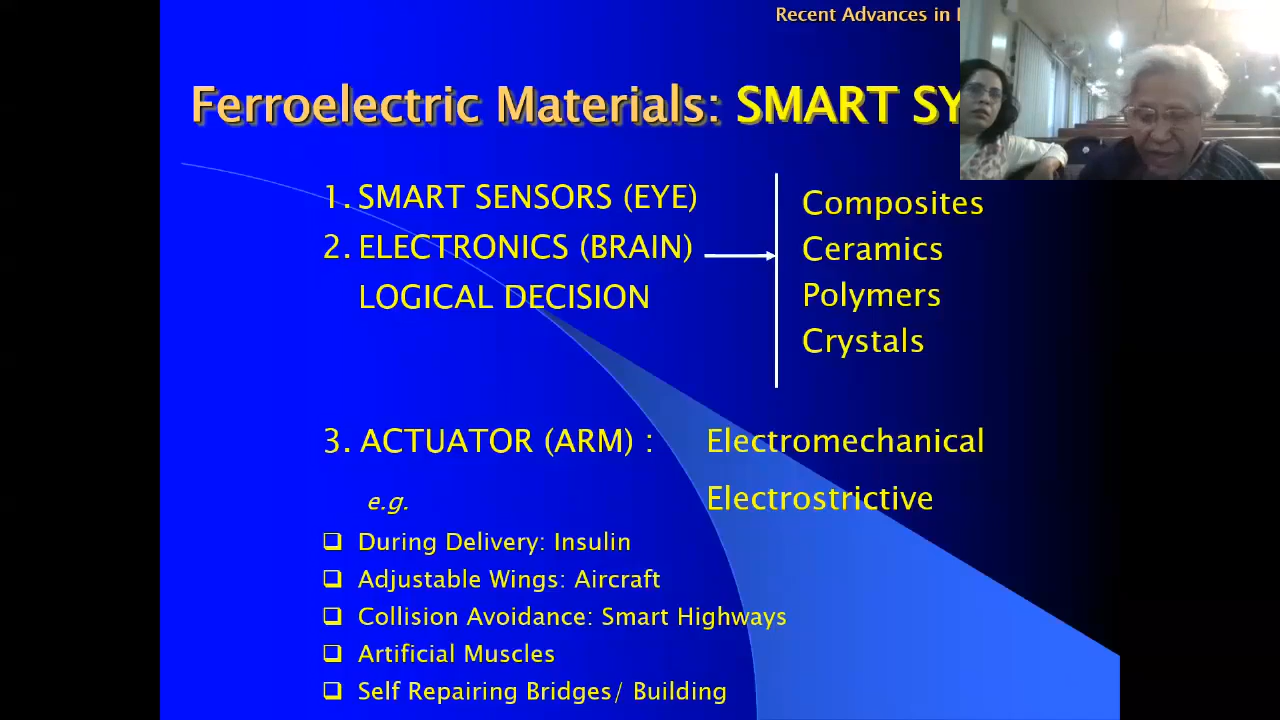 Recent Advances in
Ferroelectric Materials: SMART
1. SMART SENSORS (EYE)
2. ELECTRONICS (BRAIN)
LOGICAL DECISION
Composites
Ceramics
Polymers
Crystals
3. ACTUATOR (ARM) : Electromechanical
e.g. Electrostrictive
❑ During Delivery: Insulin
❑ Adjustable Wings: Aircraft
❑ Collision Avoidance: Smart Highways
❑ Artificial Muscles
❑ Self Repairing Bridges/ Building